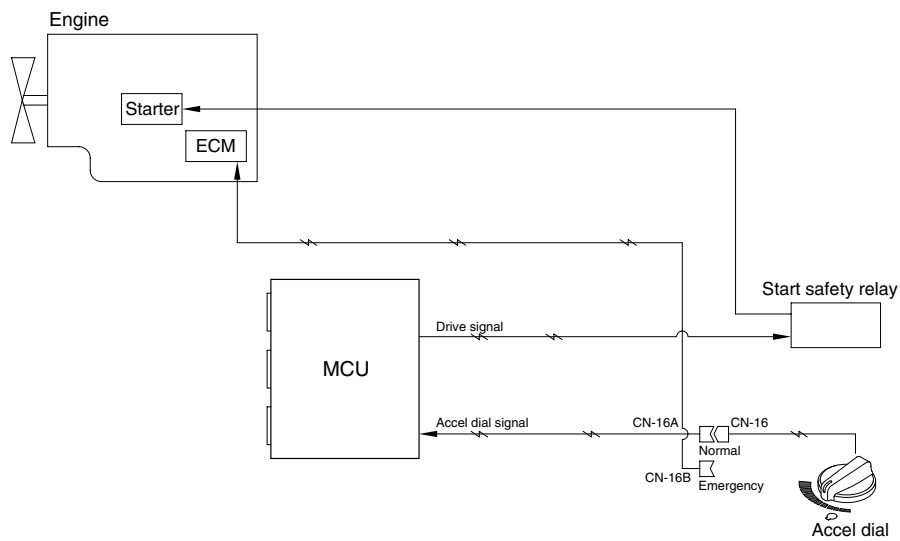 Engine
Starter
ECM
Start safety relay
Drive signal
MCU
Accel dial signal
CN-16A
CN-16
Normal
CN-16B
Emergency
Accel dial